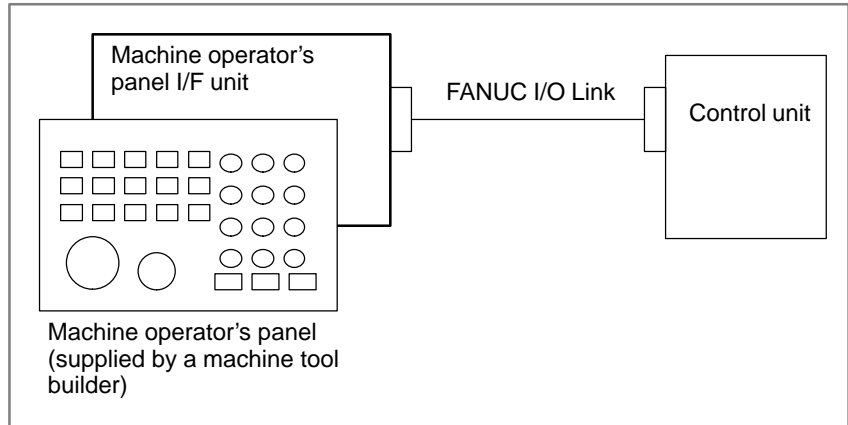 Machine operator’s
panel I/F unit
FANUC I/O Link
Control unit
Machine operator’s panel
(supplied by a machine tool
builder)